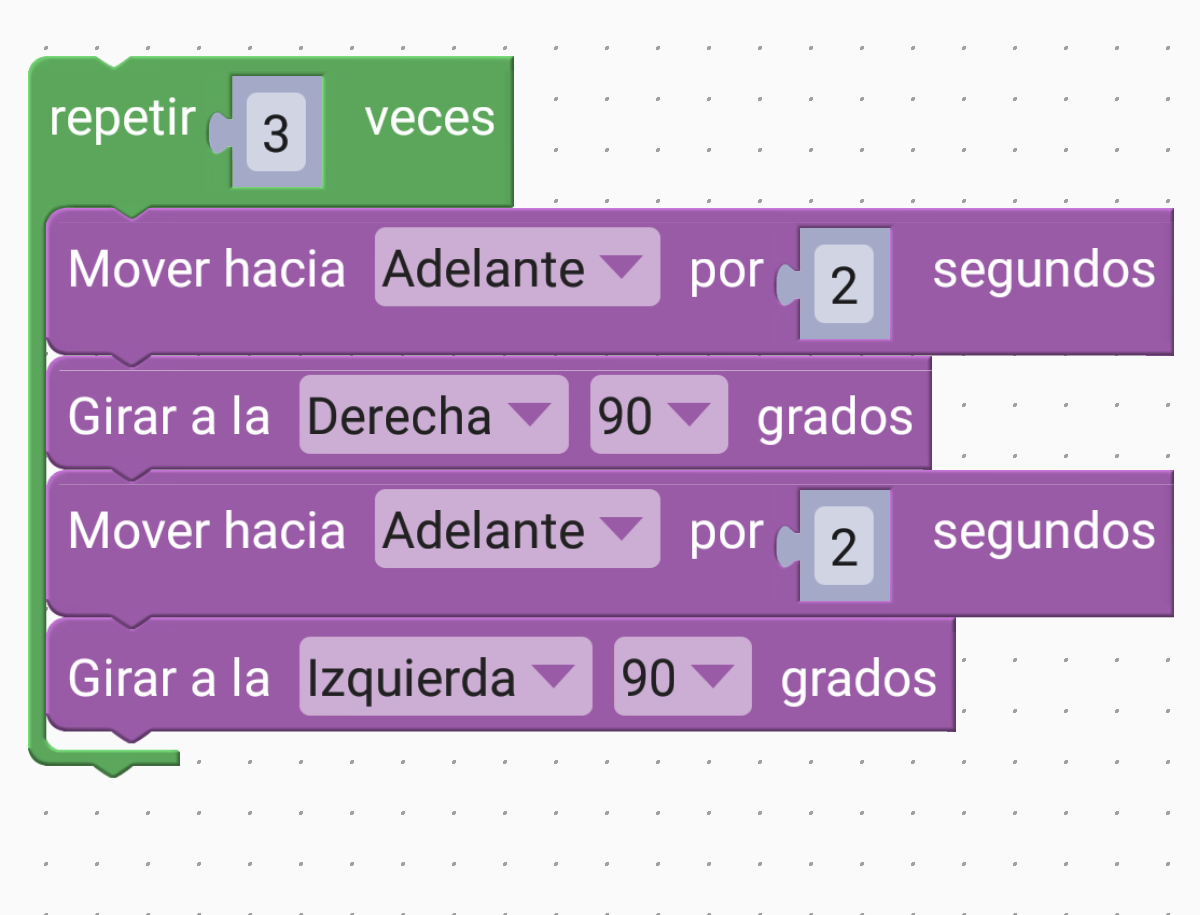 repetir 3 veces
Mover hacia Adelante por 2 segundos
Girar a la Derecha 90 grados
Mover hacia Adelante por 2 segundos
Girar a la Izquierda 90 grados